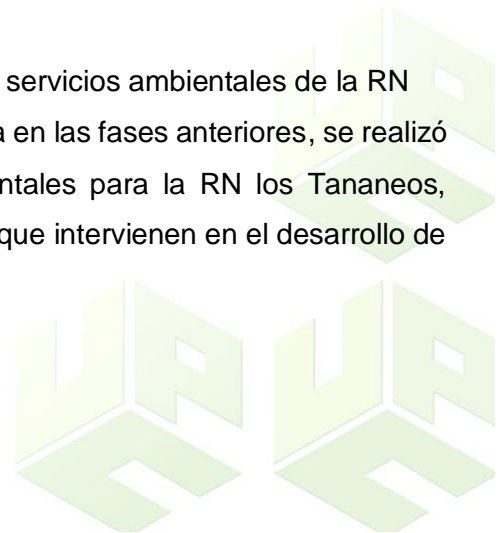 servicios ambientales de la RN
a en las fases anteriores, se realizó
entales para la RN los Tananeos,
que intervienen en el desarrollo de